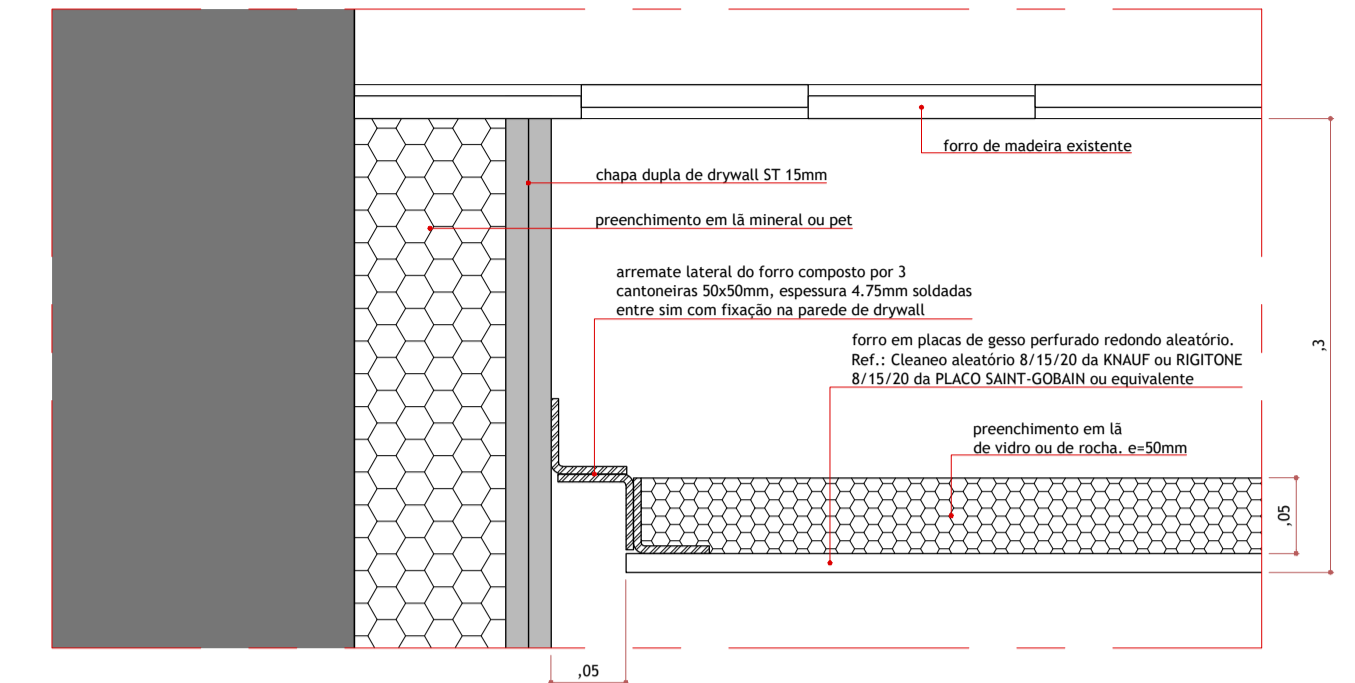 forro de madeira existente
chapa dupla de drywall ST 15mm
preenchimento em lã mineral ou pet
arremate lateral do forro composto por 3
cantoneiras 50x50mm, espessura 4.75mm soldadas
entre sim com fixação na parede de drywall
forro em placas de gesso perfurado redondo aleatório.
Ref.: Cleaneo aleatório 8/15/20 da KNAUF ou RIGITONE
8/15/20 da PLACO SAINT-GOBAIN ou equivalente
,3
preenchimento em lã
de vidro ou de rocha. e=50mm
,05
,05